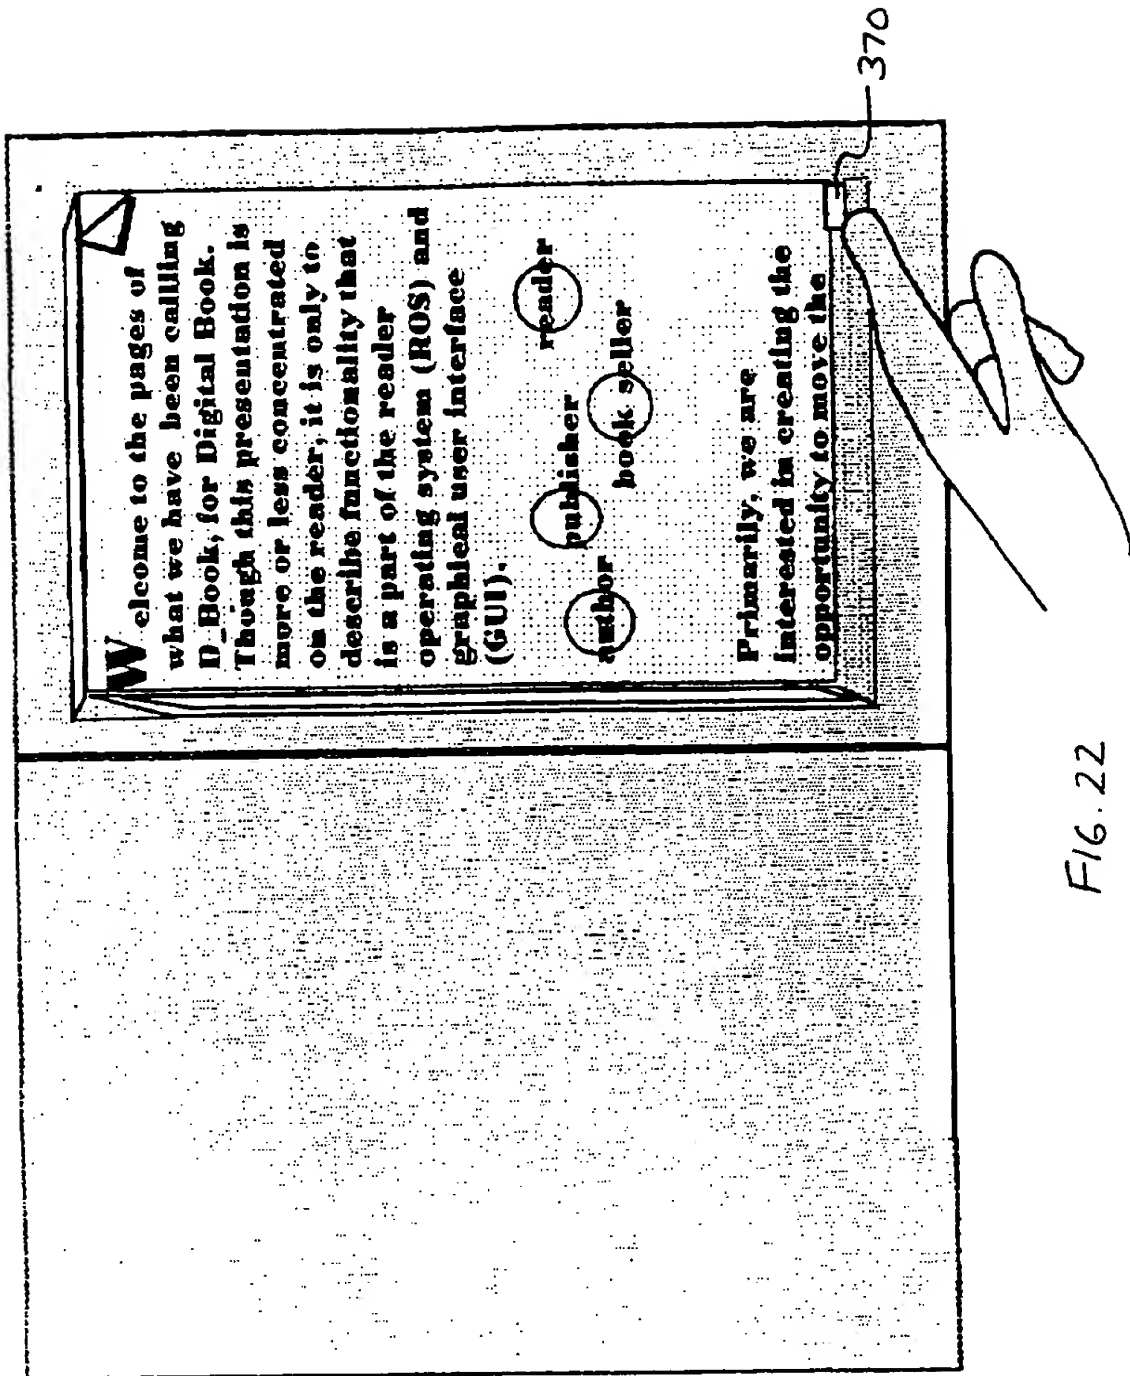 Welcome to the pages of
what we have been calling
D_Book, for Digital Book.
Though this presentation is
more or less concentrated
on the reader, it is only to
describe functionality that
is a part of the reader
operating system (ROS) and
graphical user interface
(GUI).
reader
publisher
author
book seller
Primarily, we are
interested in creating the
opportunity to move the
370
FIG. 22